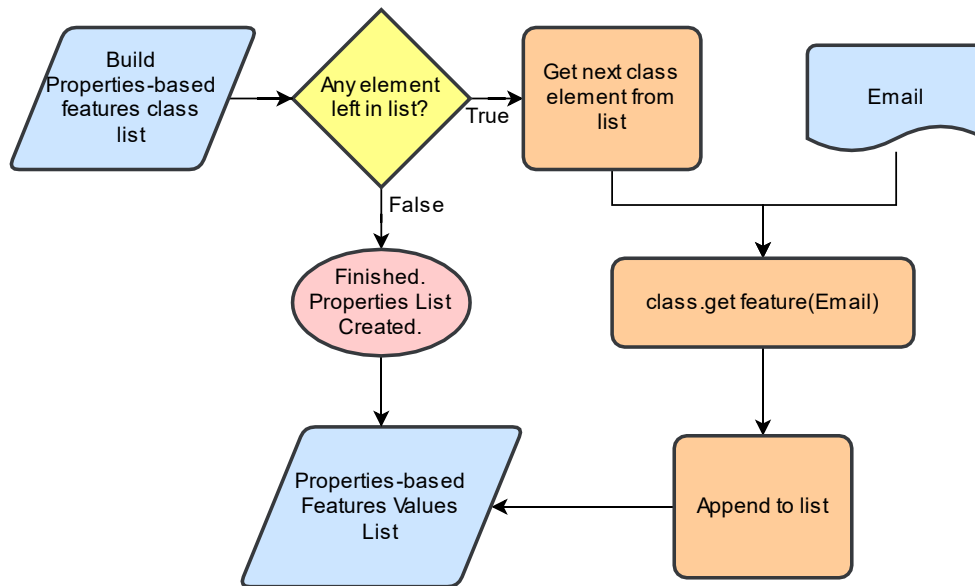 Build
Properties-based
features class
list
Any element
left in list?
True
Get next class
element from
list
Email
False
Finished.
Properties List
Created.
class.get feature(Email)
Properties-based
Features Values
List
Append to list